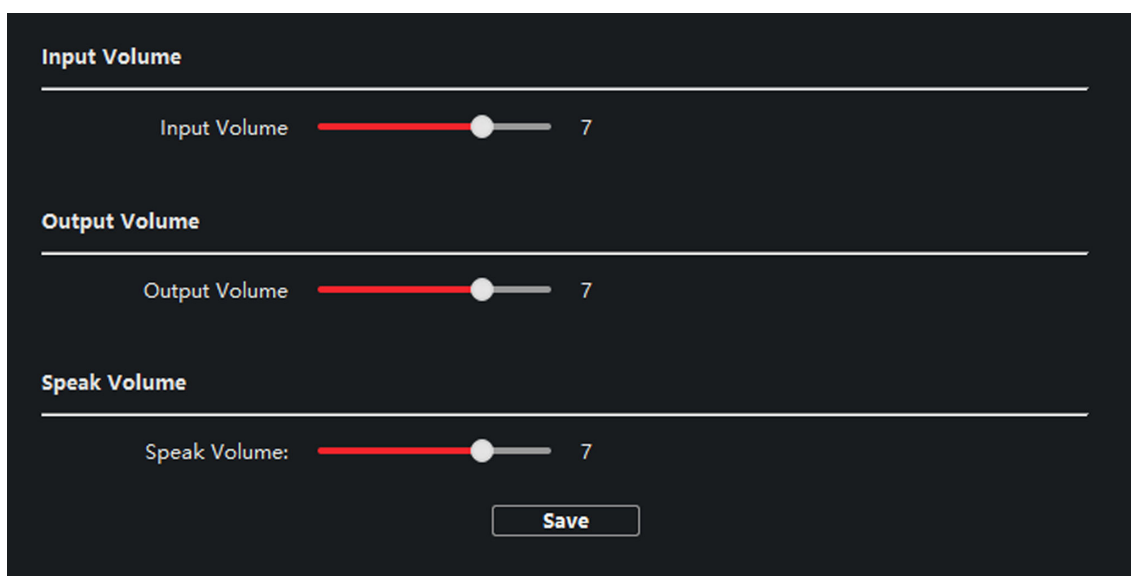 Input Volume
Input Volume 7
Output Volume
Output Volume 7
Speak Volume
Speak Volume: 7
Save